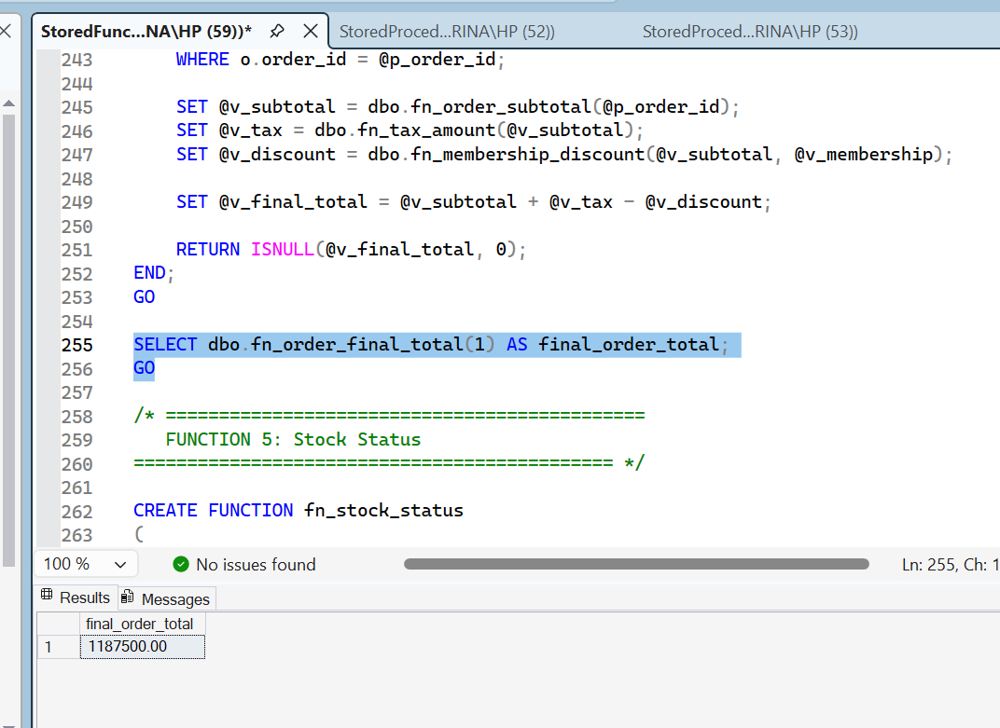 StoredFunc...NA\HP (59))*
StoredProced...RINA\HP (52))
StoredProced...RINA\HP (53))
243 WHERE o.order_id = @p_order_id;
244
245 SET @v_subtotal = dbo.fn_order_subtotal(@p_order_id);
246 SET @v_tax = dbo.fn_tax_amount(@v_subtotal);
247 SET @v_discount = dbo.fn_membership_discount(@v_subtotal, @v_membership);
248
249 SET @v_final_total = @v_subtotal + @v_tax - @v_discount;
250
251 RETURN ISNULL(@v_final_total, 0);
252 END;
253 GO
254
255 SELECT dbo.fn_order_final_total(1) AS final_order_total;
256 GO
257
258 /* =============================================
259 FUNCTION 5: Stock Status
260 ============================================= */
261
262 CREATE FUNCTION fn_stock_status
263 (
100 %
No issues found
Ln: 255, Ch: 1
Results
Messages
final_order_total
1 1187500.00